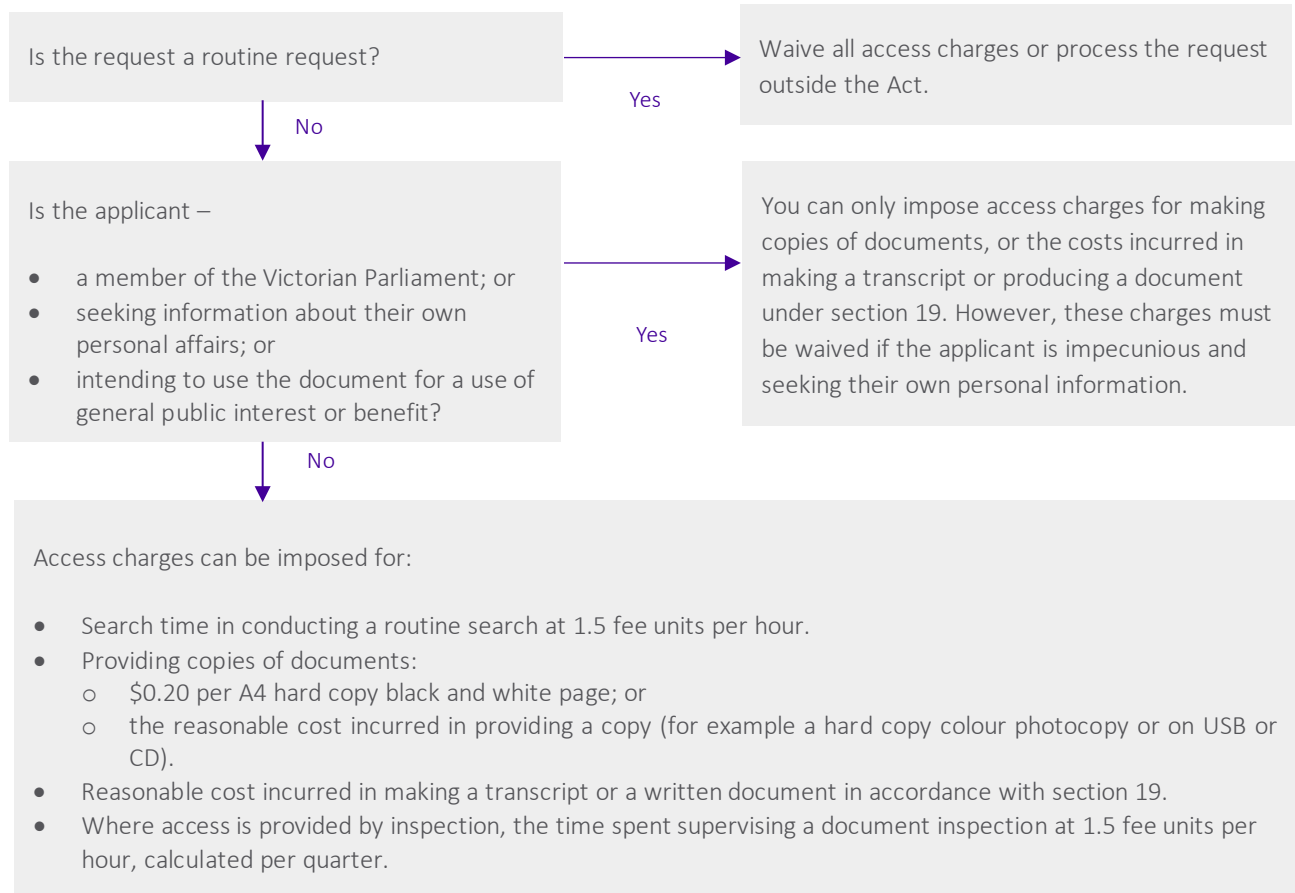 Is the request a routine request?
Yes
Waive all access charges or process the request
outside the Act.
No
Is the applicant –
• a member of the Victorian Parliament; or
• seeking information about their own
personal affairs; or
• intending to use the document for a use of
general public interest or benefit?
Yes
You can only impose access charges for making
copies of documents, or the costs incurred in
making a transcript or producing a document
under section 19. However, these charges must
be waived if the applicant is impecunious and
seeking their own personal information.
No
Access charges can be imposed for:
• Search time in conducting a routine search at 1.5 fee units per hour.
• Providing copies of documents:
o $0.20 per A4 hard copy black and white page; or
o the reasonable cost incurred in providing a copy (for example a hard copy colour photocopy or on USB or
CD).
• Reasonable cost incurred in making a transcript or a written document in accordance with section 19.
• Where access is provided by inspection, the time spent supervising a document inspection at 1.5 fee units per
hour, calculated per quarter.